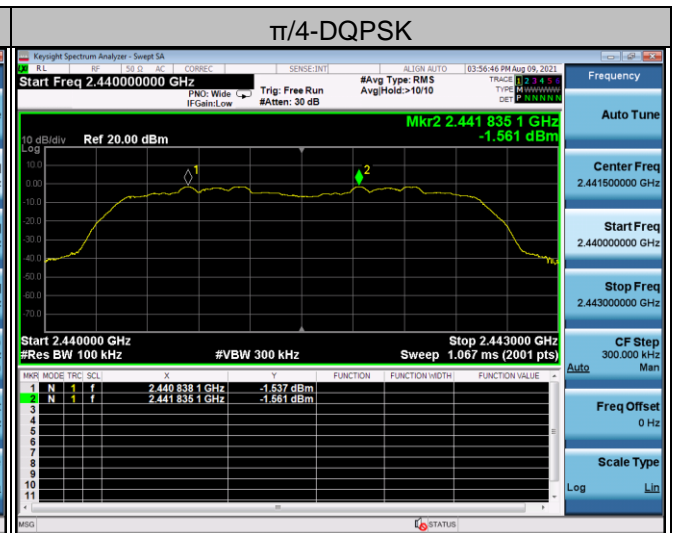 π/4-DQPSK
Keysight Spectrum Analyzer - Swept SA
RL RF 50 Ω AC CORREC SENSE:INT ALIGN AUTO 03:56:46 PM Aug 09, 2021
Start Freq 2.440000000 GHz
PNO: Wide
IFGain:Low
Trig: Free Run
#Atten: 30 dB
#Avg Type: RMS
Avg|Hold:>10/10
TRACE 1 2 3 4 5 6
TYPE M WWWWW
DET P N N N N N
Mkr2 2.441 835 1 GHz
-1.561 dBm
10 dB/div Ref 20.00 dBm
Log
10.0
0.00
-10.0
-20.0
-30.0
-40.0
-50.0
-60.0
-70.0
1
2
Start 2.440000 GHz Stop 2.443000 GHz
#Res BW 100 kHz #VBW 300 kHz Sweep 1.067 ms (2001 pts)
MKR MODE TRC SCL X Y FUNCTION FUNCTION WIDTH FUNCTION VALUE
1 N 1 f 2.440 838 1 GHz -1.537 dBm
2 N 1 f 2.441 835 1 GHz -1.561 dBm
3
4
5
6
7
8
9
10
11
MSG STATUS
Frequency
Auto Tune
Center Freq
2.441500000 GHz
Start Freq
2.440000000 GHz
Stop Freq
2.443000000 GHz
CF Step
300.000 kHz
Auto Man
Freq Offset
0 Hz
Scale Type
Log Lin